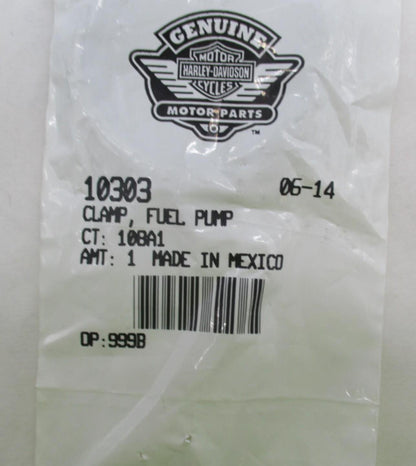 GENUINE
MOTOR
HARLEY-DAVIDSON
CYCLES
MOTOR PARTS
TM
10303 06-14
CLAMP, FUEL PUMP
CT: 108A1
AMT: 1 MADE IN MEXICO
OP:999B